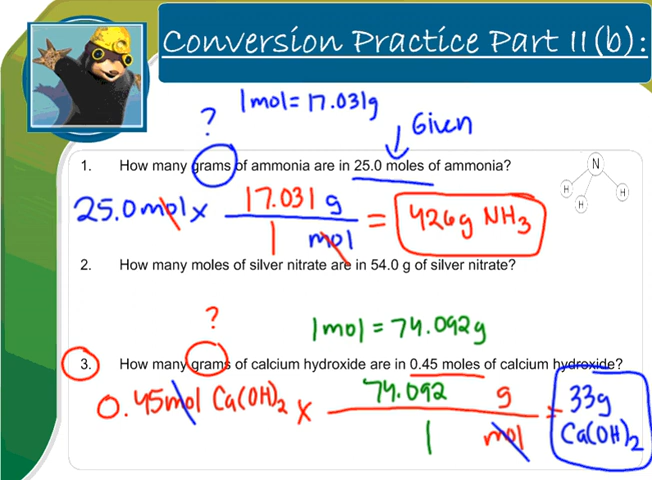 Conversion Practice Part II(b):
1mol = 17.031g
?
Given
1. How many grams of ammonia are in 25.0 moles of ammonia?
N
H H H
25.0 mol x 17.031 g / 1 mol = 426g NH3
2. How many moles of silver nitrate are in 54.0 g of silver nitrate?
?
1mol = 74.092g
3. How many grams of calcium hydroxide are in 0.45 moles of calcium hydroxide?
0.45mol Ca(OH)2 x 74.092 g / 1 mol = 33g
Ca(OH)2